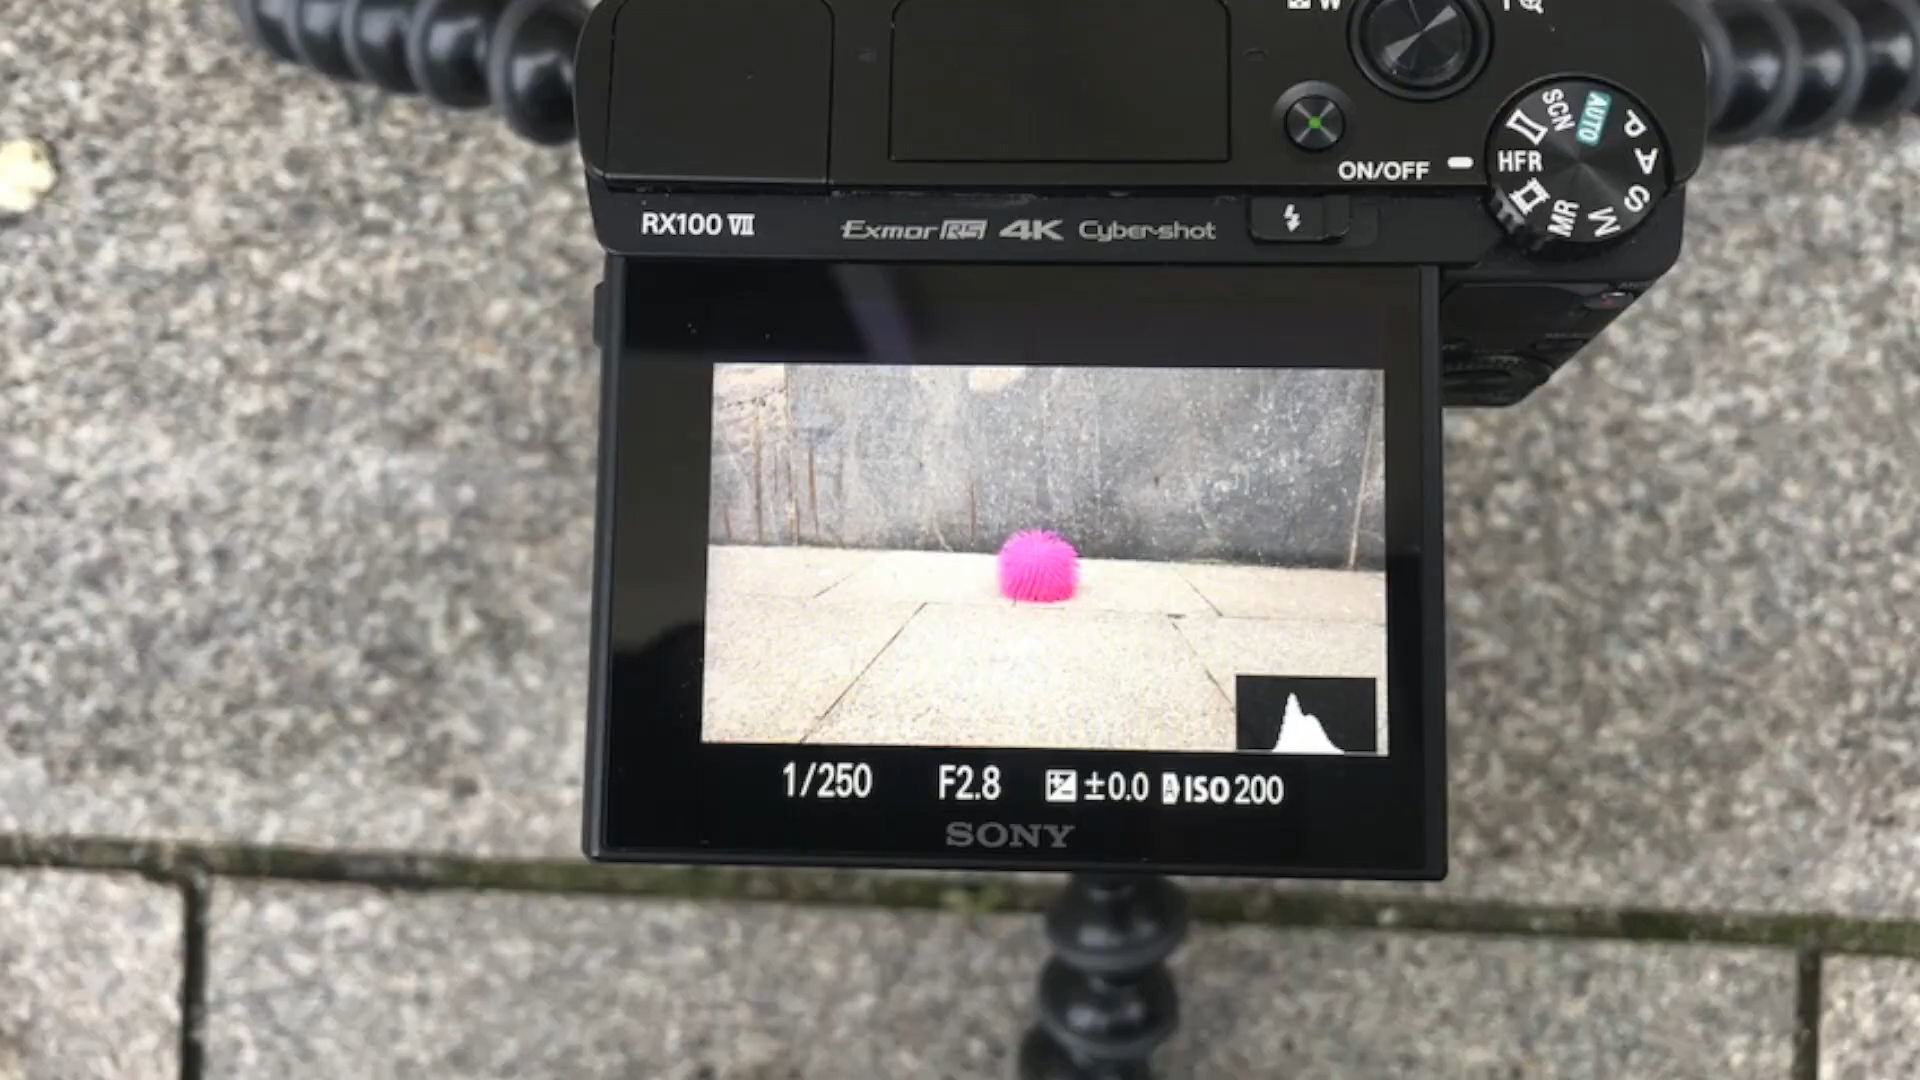 W T
SCN AUTO P
HFR A
ON/OFF S
MR M
RX100 VII Exmor RS 4K Cyber-shot
1/250 F2.8 ±0.0 A ISO 200
SONY